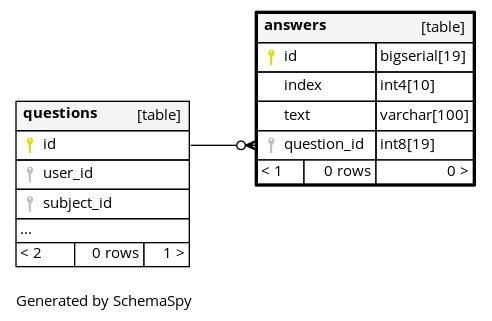 answers [table]
id bigserial[19]
index int4[10]
text varchar[100]
question_id int8[19]
< 1 0 rows 0 >
questions [table]
id
user_id
subject_id
...
< 2 0 rows 1 >
Generated by SchemaSpy